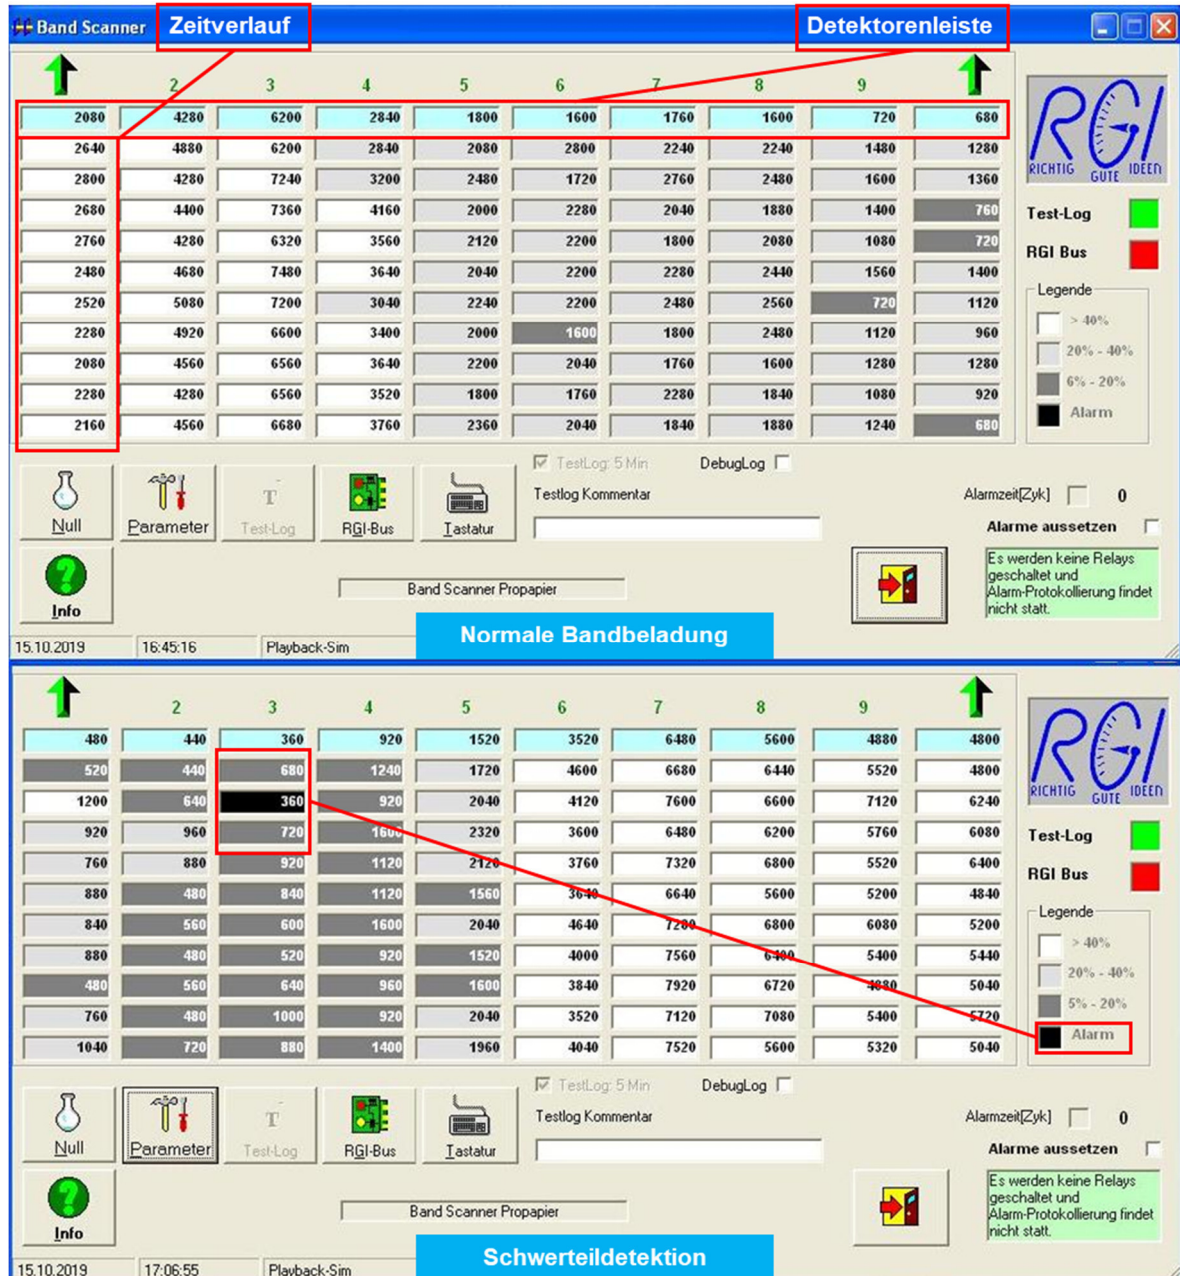 Band Scanner Zeitverlauf Detektorenleiste
2 3 4 5 6 7 8 9
2080 4280 6200 2840 1800 1600 1760 1600 720 680
2640 4880 6200 2840 2080 2800 2240 2240 1480 1280
2800 4280 7240 3200 2480 1720 2760 2480 1600 1360
2680 4400 7360 4160 2000 2280 2040 1880 1400 760
2760 4280 6320 3560 2120 2200 1800 2080 1080 720
2480 4680 7480 3640 2040 2200 2280 2440 1560 1400
2520 5080 7200 3040 2240 2200 2480 2560 720 1120
2280 4920 6600 3400 2000 1600 1800 2480 1120 960
2080 4560 6560 3640 2200 2040 1760 1600 1280 1280
2280 4280 6560 3520 1800 1760 2280 1840 1080 920
2160 4560 6680 3760 2360 2040 1840 1880 1240 680
RGI
RICHTIG GUTE IDEEN
Test-Log
RGI Bus
Legende
> 40%
20% - 40%
6% - 20%
Alarm
TestLog: 5 Min DebugLog
Testlog Kommentar
Null Parameter Test-Log RGI-Bus Tastatur
Alarmzeit[Zyk] 0
Alarme aussetzen
Es werden keine Relays
geschaltet und
Alarm-Protokollierung findet
nicht statt.
Info
Band Scanner Propapier
Normale Bandbeladung
15.10.2019 16:45:16 Playback-Sim
2 3 4 5 6 7 8 9
480 440 360 920 1520 3520 6480 5600 4880 4800
520 440 680 1240 1720 4600 6680 6440 5520 4800
1200 640 360 920 2040 4120 7600 6600 7120 6240
920 960 720 1600 2320 3600 6480 6200 5760 6080
760 880 920 1120 2120 3760 7320 6800 5520 6400
880 480 840 1120 1560 3640 6640 5600 5200 4840
840 560 600 1600 2040 4640 7280 6800 6080 5200
880 480 520 920 1520 4000 7560 6400 5400 5440
480 560 640 960 1600 3840 7920 6720 4880 5040
760 480 1000 920 2040 3520 7120 7080 5400 5720
1040 720 880 1400 1960 4040 7520 5600 5320 5040
RGI
RICHTIG GUTE IDEEN
Test-Log
RGI Bus
Legende
> 40%
20% - 40%
5% - 20%
Alarm
TestLog: 5 Min DebugLog
Testlog Kommentar
Null Parameter Test-Log RGI-Bus Tastatur
Alarmzeit[Zyk] 0
Alarme aussetzen
Es werden keine Relays
geschaltet und
Alarm-Protokollierung findet
nicht statt.
Info
Band Scanner Propapier
Schwerteildetektion
15.10.2019 17:06:55 Playback-Sim